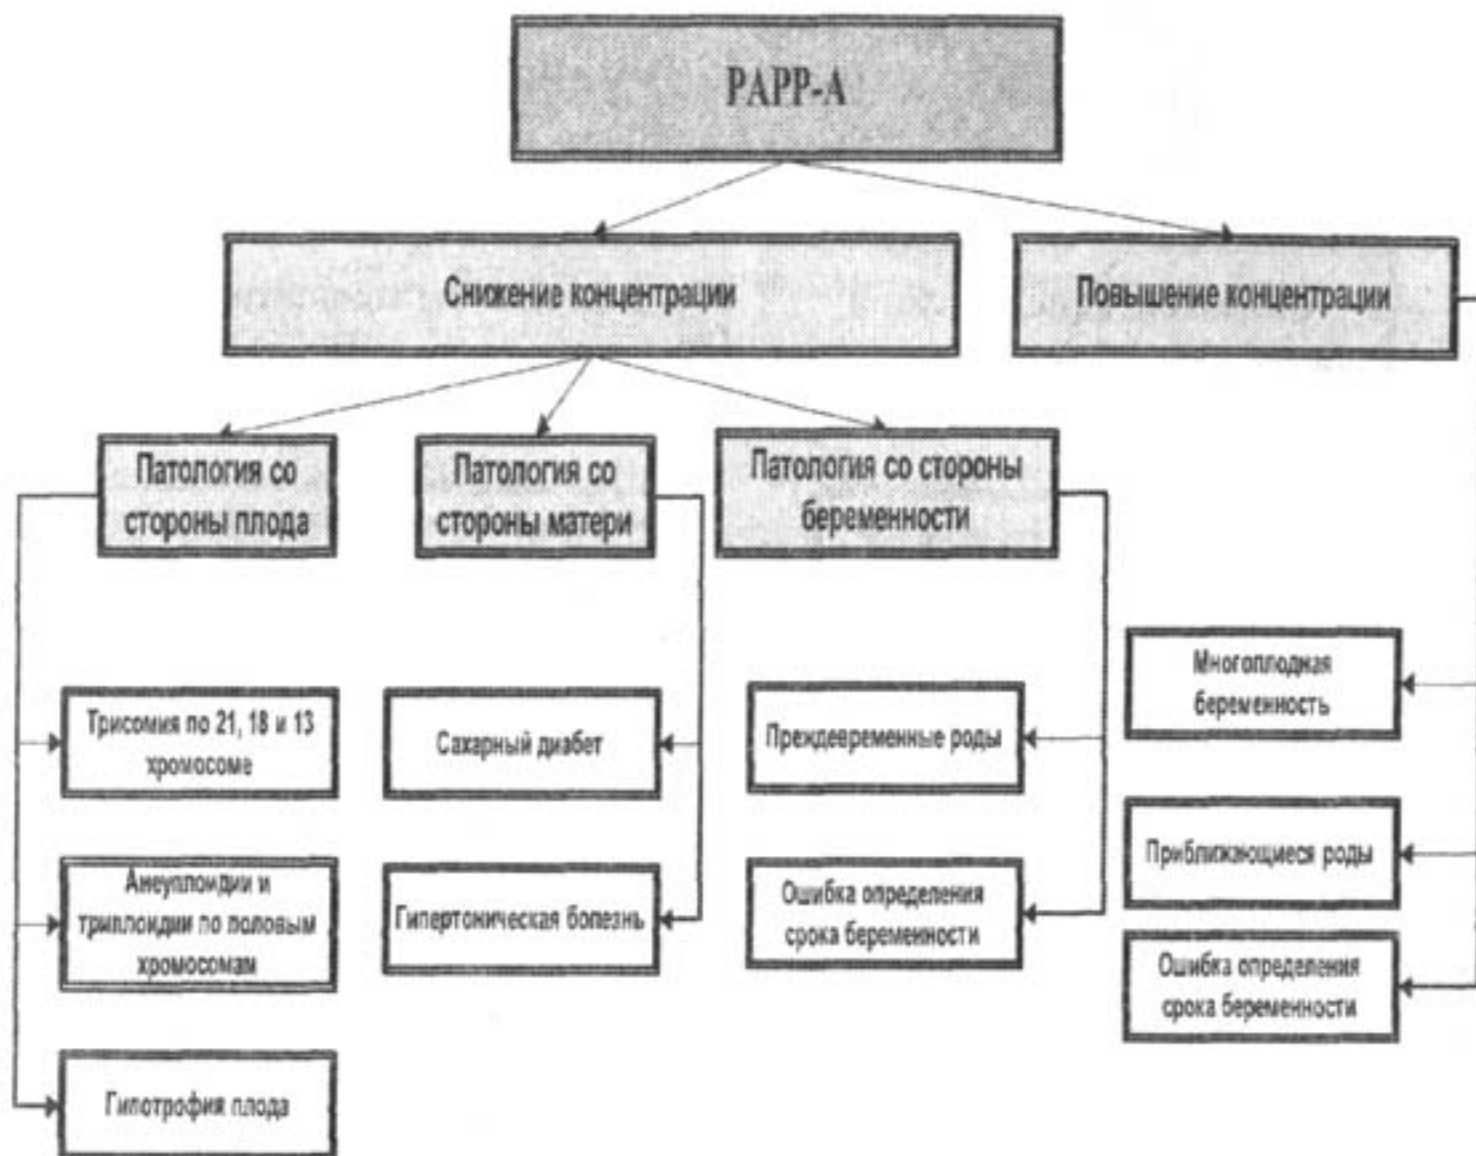 PAPP-A
Снижение концентрации
Повышение концентрации
Патология со
стороны плода
Патология со
стороны матери
Патология со стороны
беременности
Трисомия по 21, 18 и 13
хромосоме
Анеуплоидии и
триплоидии по половым
хромосомам
Гипотрофия плода
Сахарный диабет
Гипертоническая болезнь
Преждевременные роды
Ошибка определения
срока беременности
Многоплодная
беременность
Приближающиеся роды
Ошибка определения
срока беременности